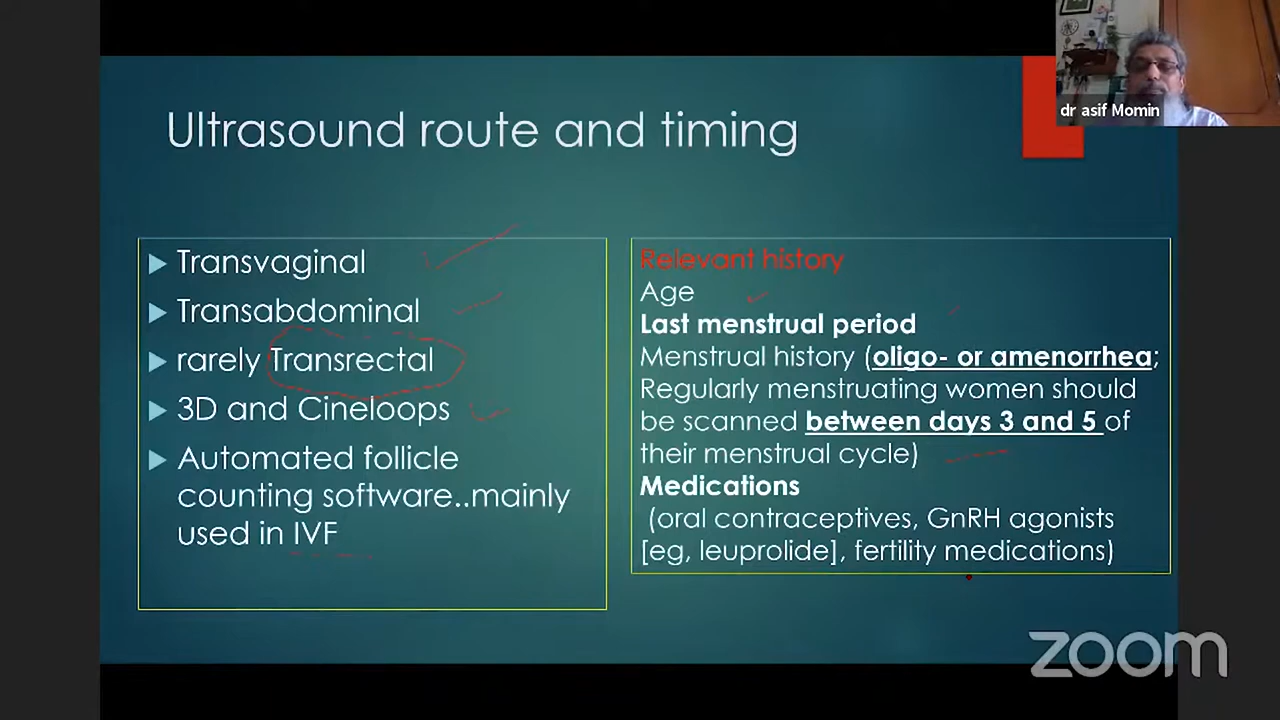 dr asif Momin
Ultrasound route and timing
Transvaginal
Transabdominal
rarely Transrectal
3D and Cineloops
Automated follicle
counting software..mainly
used in IVF
Relevant history
Age
Last menstrual period
Menstrual history (oligo- or amenorrhea;
Regularly menstruating women should
be scanned between days 3 and 5 of
their menstrual cycle)
Medications
(oral contraceptives, GnRH agonists
[eg, leuprolide], fertility medications)
zoom